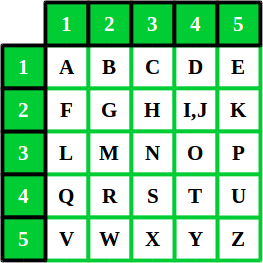 1 2 3 4 5
1 A B C D E
2 F G H I,J K
3 L M N O P
4 Q R S T U
5 V W X Y Z